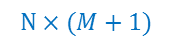 N × (M + 1)